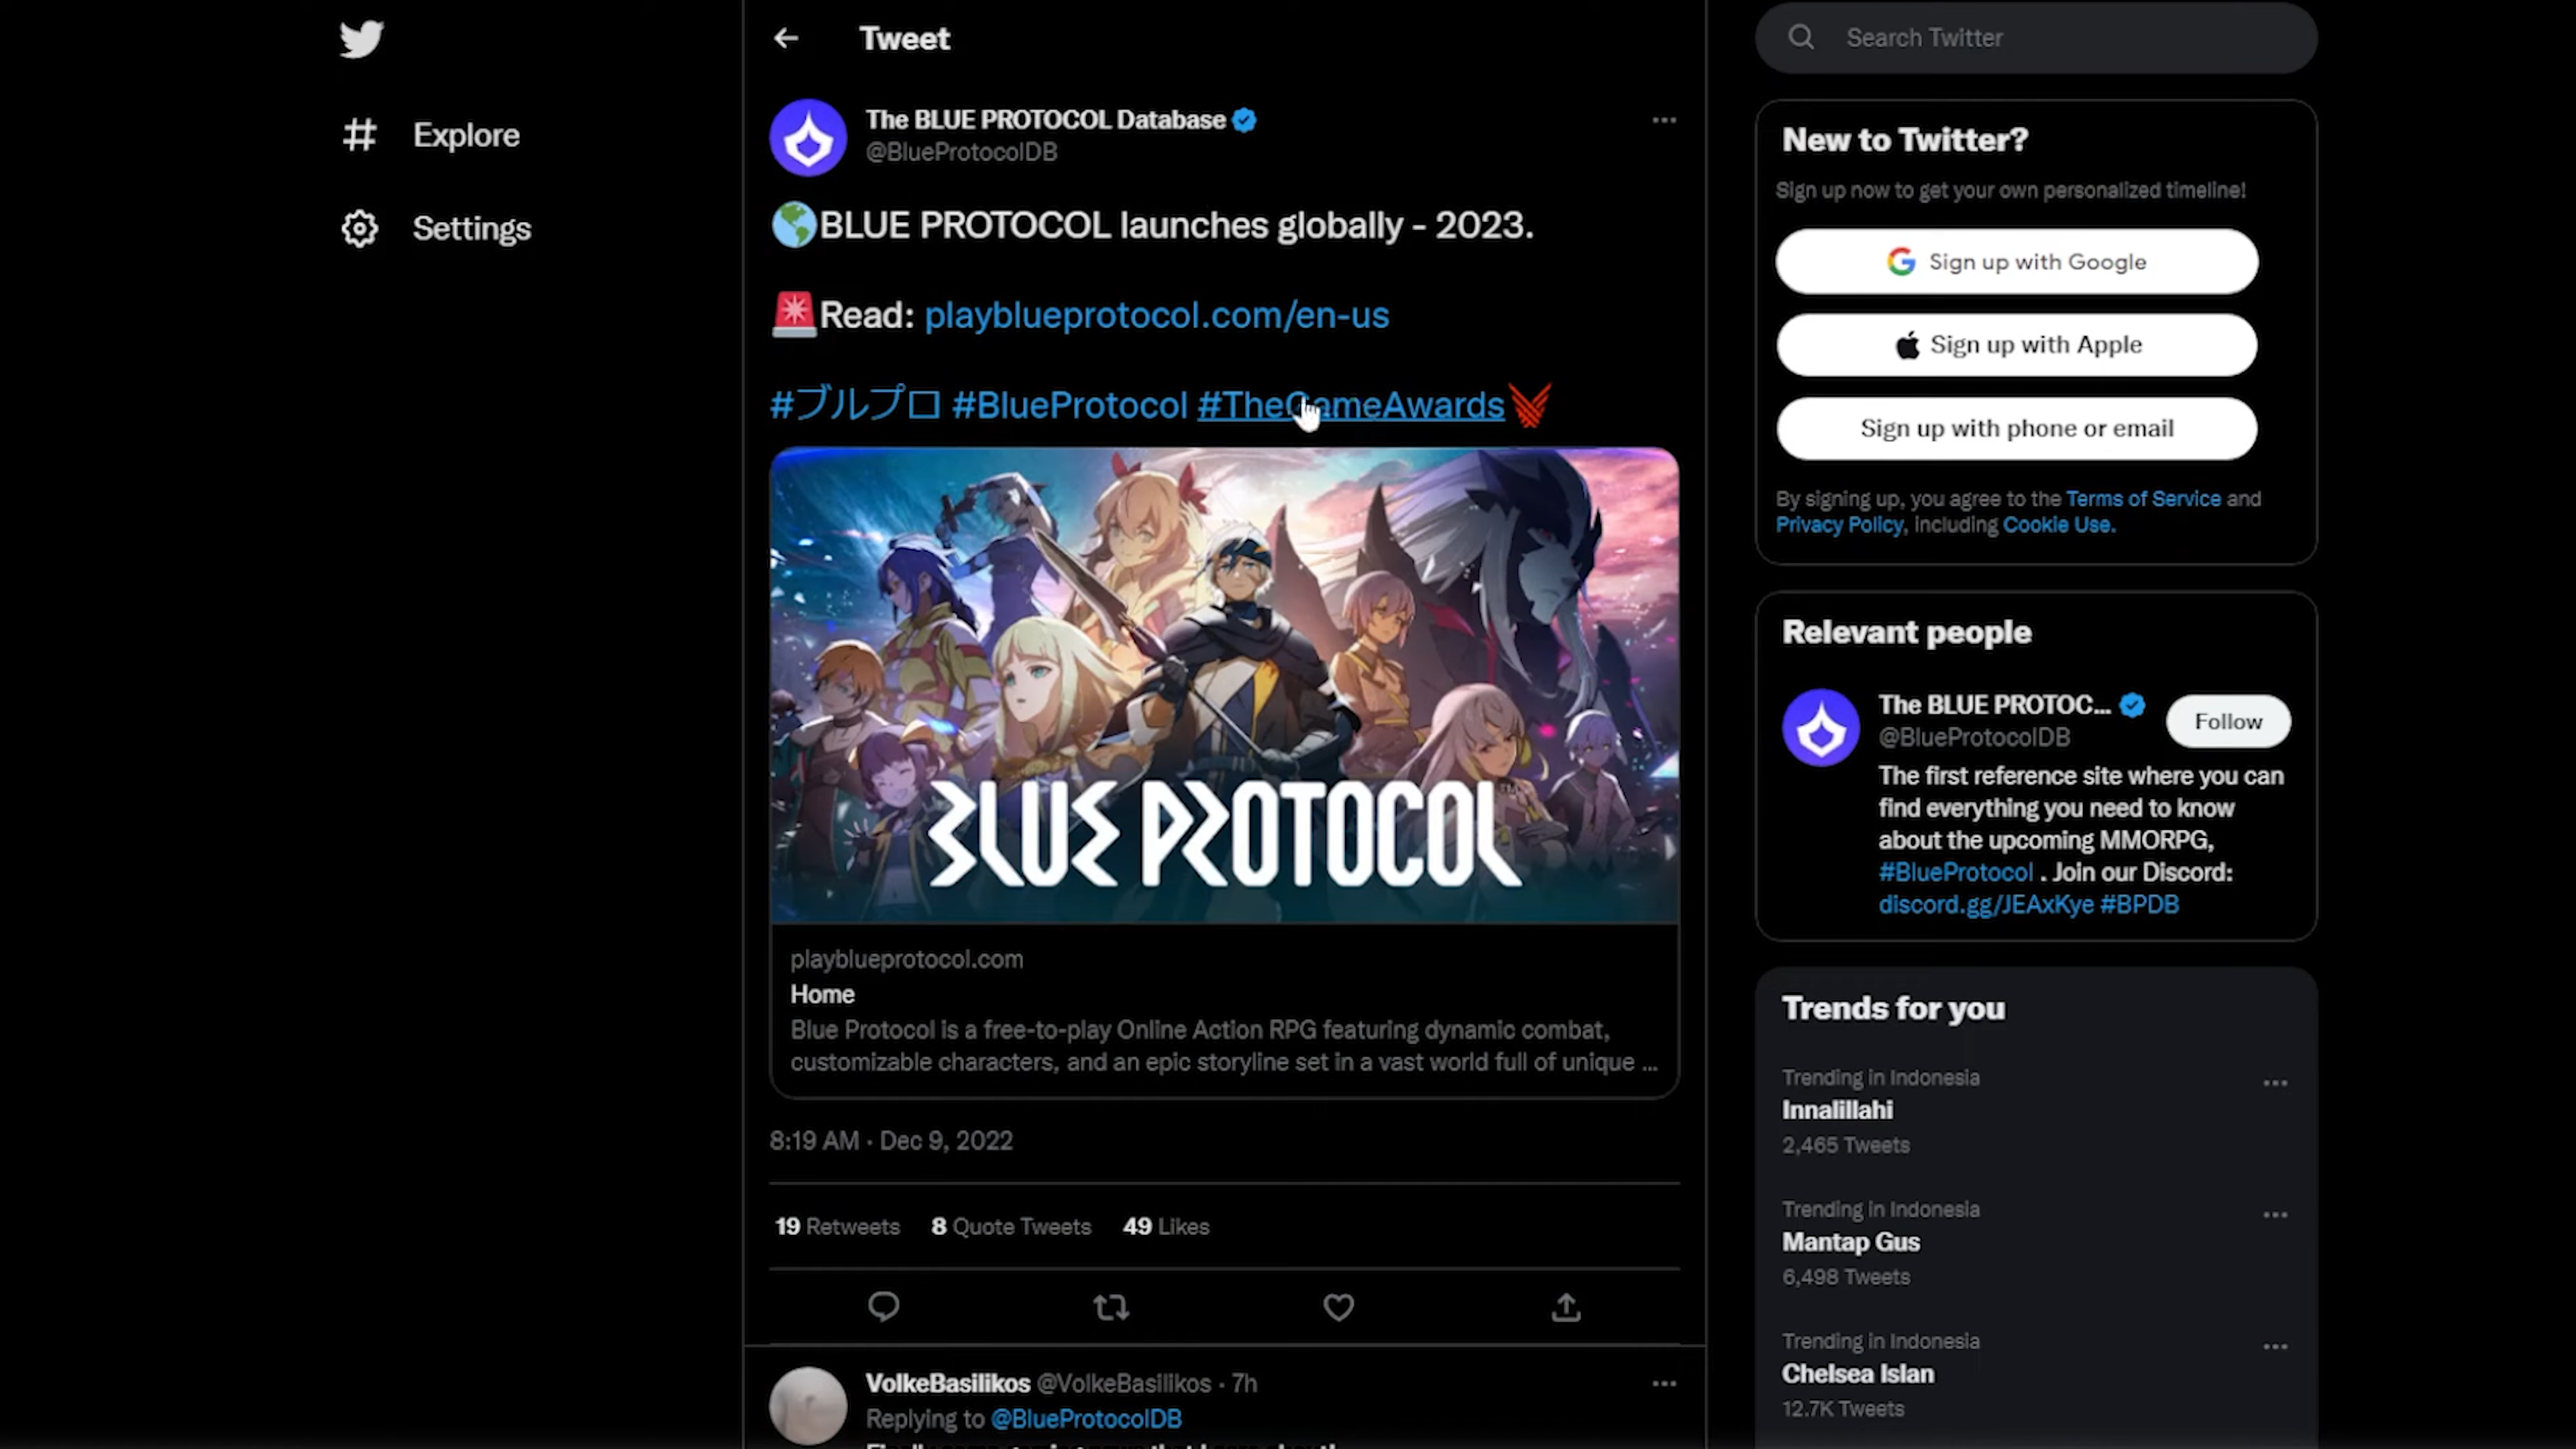 Explore
Settings
Tweet
The BLUE PROTOCOL Database
@BlueProtocolDB
BLUE PROTOCOL launches globally - 2023.
Read: playblueprotocol.com/en-us
#ブルプロ #BlueProtocol #TheGameAwards
BLUE PROTOCOL
playblueprotocol.com
Home
Blue Protocol is a free-to-play Online Action RPG featuring dynamic combat,
customizable characters, and an epic storyline set in a vast world full of unique ...
8:19 AM · Dec 9, 2022
19 Retweets 8 Quote Tweets 49 Likes
VolkeBasilikos @VolkeBasilikos · 7h
Replying to @BlueProtocolDB
Search Twitter
New to Twitter?
Sign up now to get your own personalized timeline!
Sign up with Google
Sign up with Apple
Sign up with phone or email
By signing up, you agree to the Terms of Service and
Privacy Policy, including Cookie Use.
Relevant people
The BLUE PROTOC...
Follow
@BlueProtocolDB
The first reference site where you can
find everything you need to know
about the upcoming MMORPG,
#BlueProtocol . Join our Discord:
discord.gg/JEAxKye #BPDB
Trends for you
Trending in Indonesia
Innalillahi
2,465 Tweets
Trending in Indonesia
Mantap Gus
6,498 Tweets
Trending in Indonesia
Chelsea Islan
12.7K Tweets